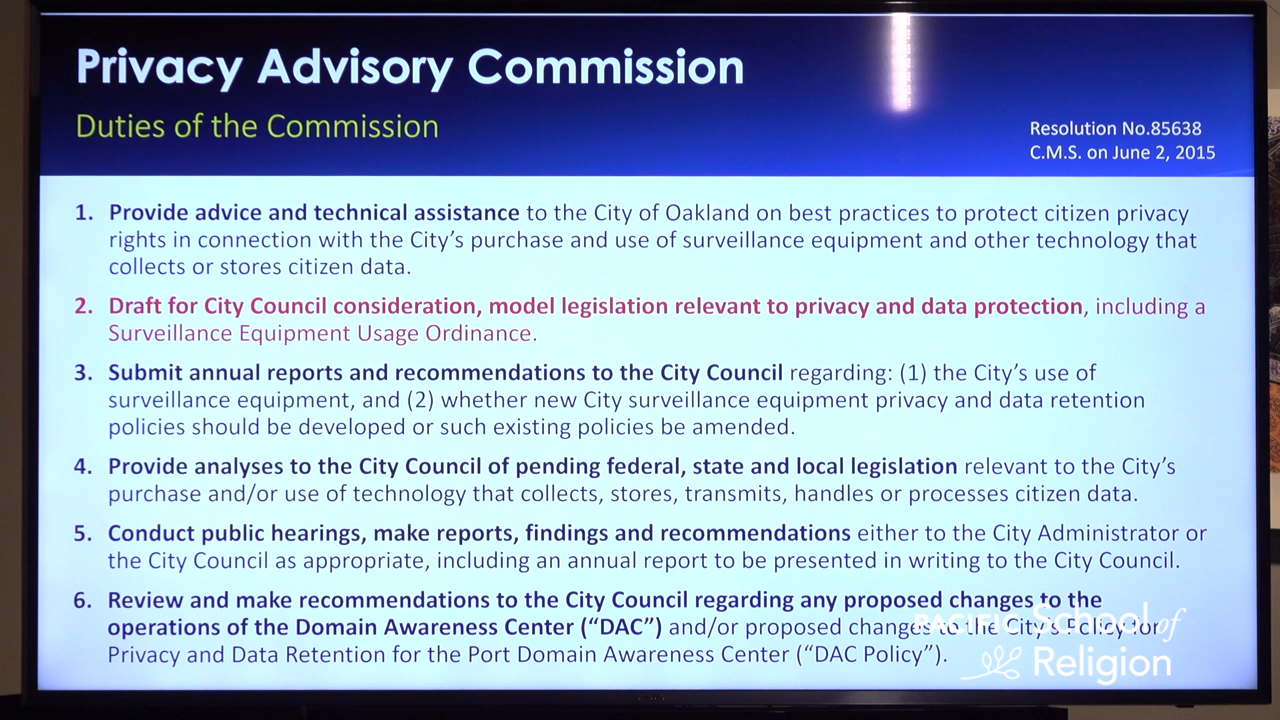 Privacy Advisory Commission
Duties of the Commission
Resolution No.85638
C.M.S. on June 2, 2015
1. Provide advice and technical assistance to the City of Oakland on best practices to protect citizen privacy
rights in connection with the City's purchase and use of surveillance equipment and other technology that
collects or stores citizen data.
2. Draft for City Council consideration, model legislation relevant to privacy and data protection, including a
Surveillance Equipment Usage Ordinance.
3. Submit annual reports and recommendations to the City Council regarding: (1) the City's use of
surveillance equipment, and (2) whether new City surveillance equipment privacy and data retention
policies should be developed or such existing policies be amended.
4. Provide analyses to the City Council of pending federal, state and local legislation relevant to the City's
purchase and/or use of technology that collects, stores, transmits, handles or processes citizen data.
5. Conduct public hearings, make reports, findings and recommendations either to the City Administrator or
the City Council as appropriate, including an annual report to be presented in writing to the City Council.
6. Review and make recommendations to the City Council regarding any proposed changes to the
operations of the Domain Awareness Center ("DAC") and/or proposed changes to the City's Policy for
Privacy and Data Retention for the Port Domain Awareness Center ("DAC Policy").
PACIFIC School of
Religion